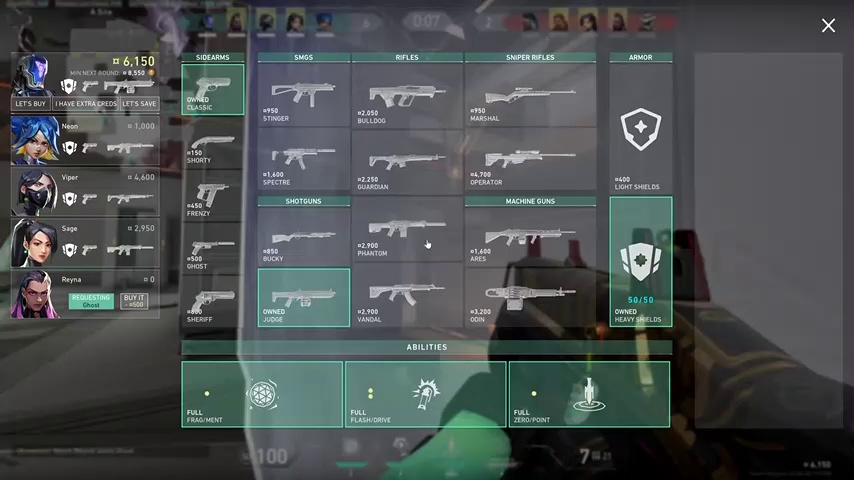 A Site
6
0:07
2
¤ 6,150
MIN NEXT ROUND: ¤ 8,550
LET'S BUY
I HAVE EXTRA CREDS
LET'S SAVE
Neon
¤ 1,000
Viper
¤ 4,600
Sage
¤ 2,950
Reyna
¤ 0
REQUESTING
Ghost
BUY IT
-¤500
SIDEARMS
OWNED
CLASSIC
¤150
SHORTY
¤450
FRENZY
¤500
GHOST
¤800
SHERIFF
SMGS
¤950
STINGER
¤1,600
SPECTRE
SHOTGUNS
¤850
BUCKY
OWNED
JUDGE
RIFLES
¤2,050
BULLDOG
¤2,250
GUARDIAN
¤2,900
PHANTOM
¤2,900
VANDAL
SNIPER RIFLES
¤950
MARSHAL
¤4,700
OPERATOR
MACHINE GUNS
¤1,600
ARES
¤3,200
ODIN
ARMOR
¤400
LIGHT SHIELDS
50/50
OWNED
HEAVY SHIELDS
ABILITIES
FULL
FRAG/MENT
FULL
FLASH/DRIVE
FULL
ZERO/POINT
100
7
21
¤ 6,150